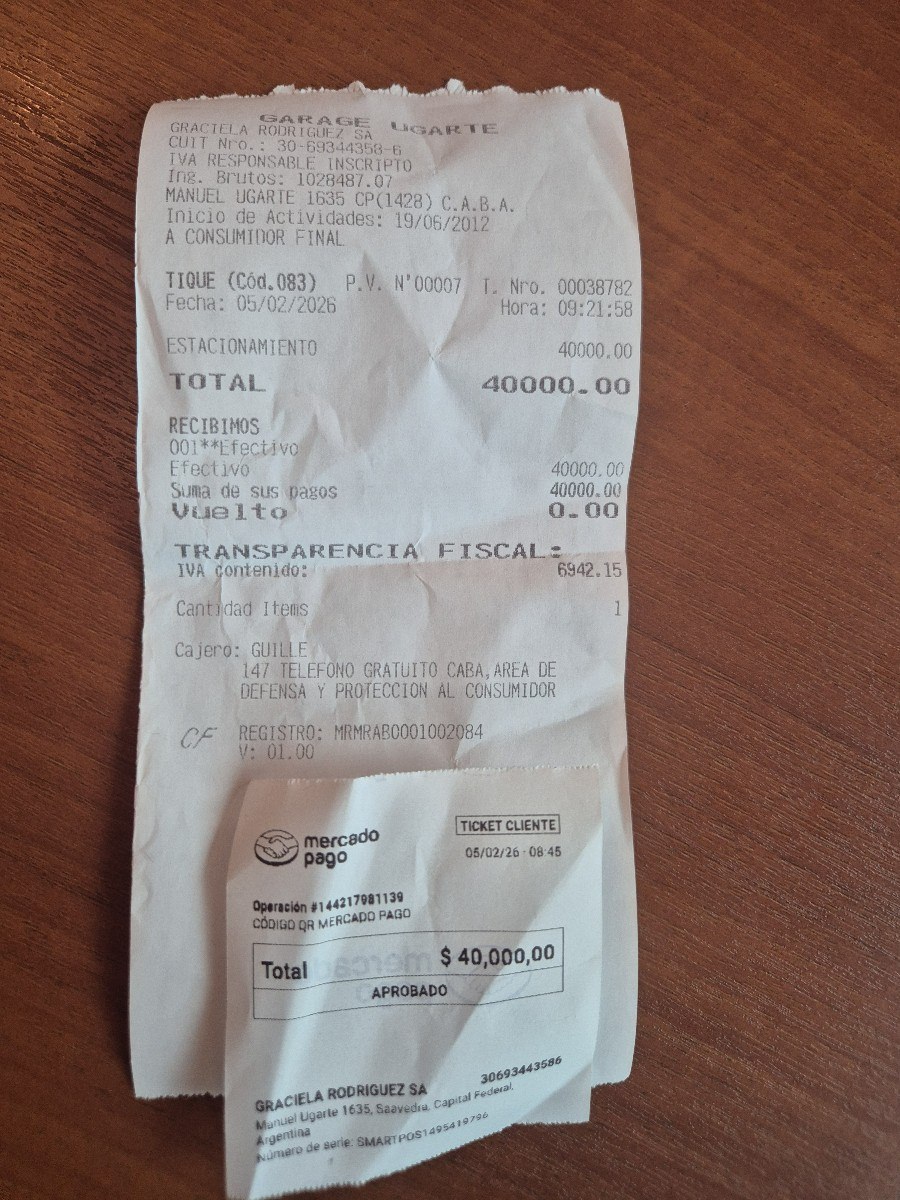 GARAGE UGARTE
GRACIELA RODRIGUEZ SA
CUIT Nro.: 30-69344358-6
IVA RESPONSABLE INSCRIPTO
Ing. Brutos: 1028487.07
MANUEL UGARTE 1635 CP(1428) C.A.B.A.
Inicio de Actividades: 19/06/2012
A CONSUMIDOR FINAL
TIQUE (Cód.083) P.V. N°00007 T. Nro. 00038782
Fecha: 05/02/2026 Hora: 09:21:58
ESTACIONAMIENTO 40000.00
TOTAL 40000.00
RECIBIMOS
001**Efectivo
Efectivo 40000.00
Suma de sus pagos 40000.00
Vuelto 0.00
TRANSPARENCIA FISCAL:
IVA contenido: 6942.15
Cantidad Items 1
Cajero: GUILLE
147 TELEFONO GRATUITO CABA,AREA DE
DEFENSA Y PROTECCION AL CONSUMIDOR
CF REGISTRO: MRMRAB0001002084
V: 01.00
mercado
pago
TICKET CLIENTE
05/02/26 · 08:45
Operación #144217981139
CÓDIGO QR MERCADO PAGO
Total $ 40,000,00
APROBADO
GRACIELA RODRIGUEZ SA 30693443586
Manuel Ugarte 1635, Saavedra, Capital Federal,
Argentina
Número de serie: SMARTPOS1495419796